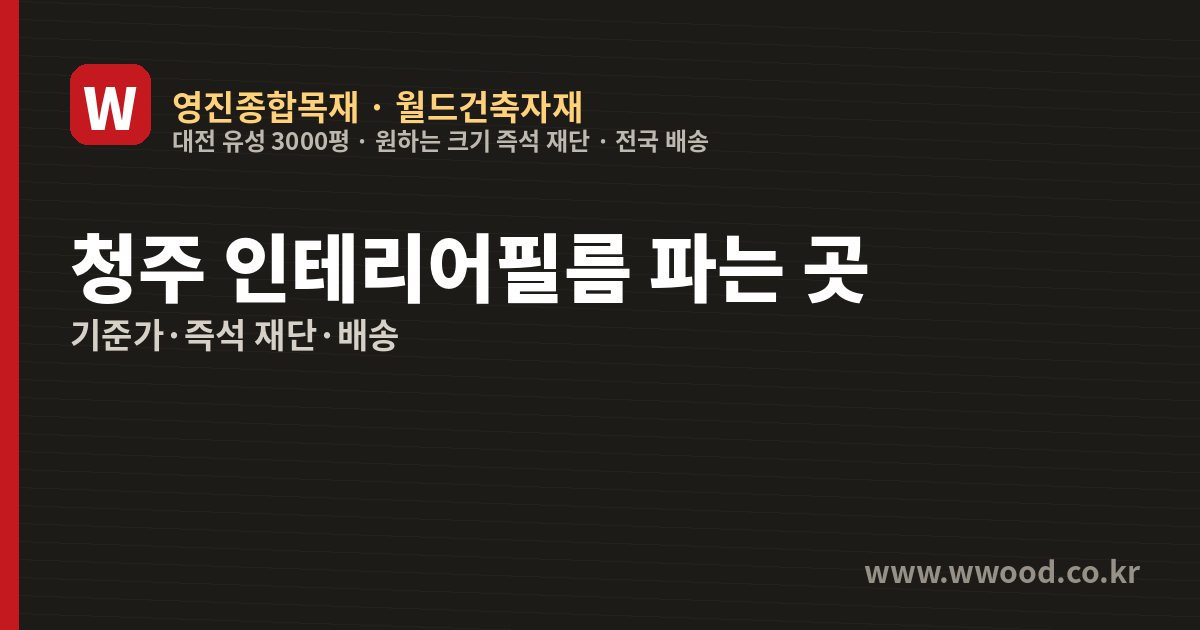 W
영진종합목재 · 월드건축자재
대전 유성 3000평 · 원하는 크기 즉석 재단 · 전국 배송
청주 인테리어필름 파는 곳
기준가·즉석 재단·배송
www.wwood.co.kr